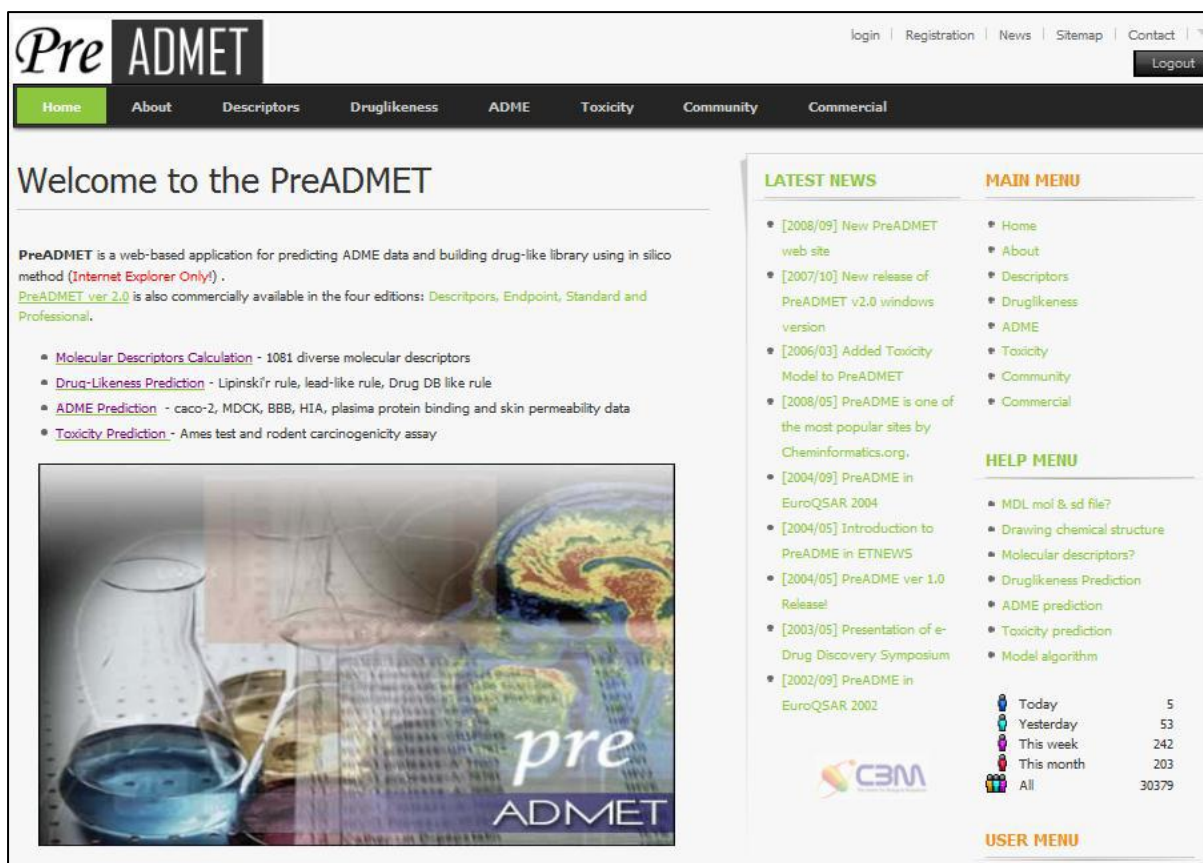 Pre ADMET
login | Registration | News | Sitemap | Contact |
Logout
Home About Descriptors Druglikeness ADME Toxicity Community Commercial
Welcome to the PreADMET
PreADMET is a web-based application for predicting ADME data and building drug-like library using in silico
method (Internet Explorer Only!) .
PreADMET ver 2.0 is also commercially available in the four editions: Descritpors, Endpoint, Standard and
Professional.
Molecular Descriptors Calculation - 1081 diverse molecular descriptors
Drug-Likeness Prediction - Lipinski'r rule, lead-like rule, Drug DB like rule
ADME Prediction - caco-2, MDCK, BBB, HIA, plasima protein binding and skin permeability data
Toxicity Prediction - Ames test and rodent carcinogenicity assay
pre
ADMET
LATEST NEWS
[2008/09] New PreADMET
web site
[2007/10] New release of
PreADMET v2.0 windows
version
[2006/03] Added Toxicity
Model to PreADMET
[2008/05] PreADME is one of
the most popular sites by
Cheminformatics.org.
[2004/09] PreADME in
EuroQSAR 2004
[2004/05] Introduction to
PreADME in ETNEWS
[2004/05] PreADME ver 1.0
Release!
[2003/05] Presentation of e-
Drug Discovery Symposium
[2002/09] PreADME in
EuroQSAR 2002
MAIN MENU
Home
About
Descriptors
Druglikeness
ADME
Toxicity
Community
Commercial
HELP MENU
MDL mol & sd file?
Drawing chemical structure
Molecular descriptors?
Druglikeness Prediction
ADME prediction
Toxicity prediction
Model algorithm
Today 5
Yesterday 53
This week 242
This month 203
All 30379
USER MENU